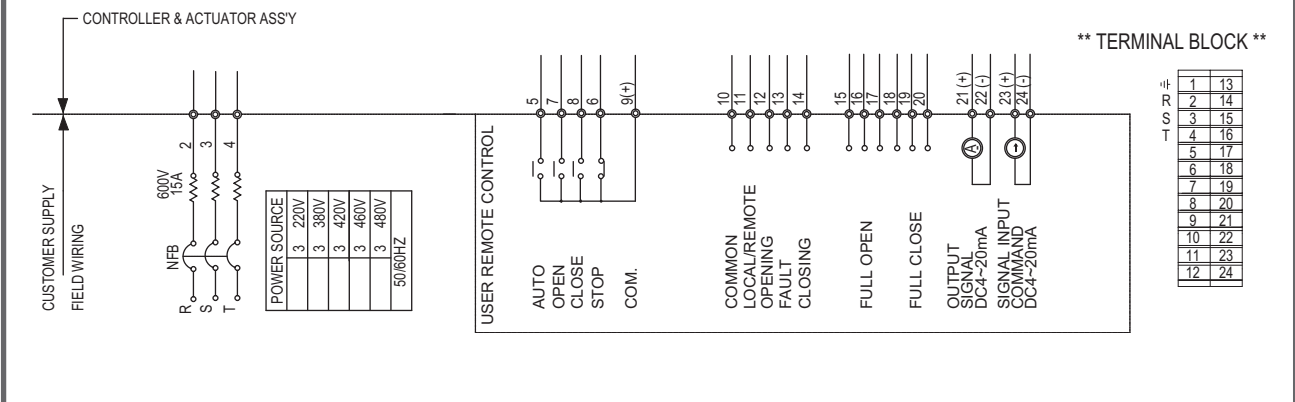 CONTROLLER & ACTUATOR ASS'Y
** TERMINAL BLOCK **
CUSTOMER SUPPLY
FIELD WIRING
2
3
4
600V
15A
NFB
R
S
T
POWER SOURCE
3 220V
3 380V
3 420V
3 460V
3 480V
50/60HZ
USER REMOTE CONTROL
5
7
8
6
9(+)
AUTO
OPEN
CLOSE
STOP
COM.
10
11
12
13
14
COMMON
LOCAL/REMOTE
OPENING
FAULT
CLOSING
15
16
17
18
19
20
FULL OPEN
FULL CLOSE
21 (+)
22 (-)
23 (+)
24 (-)
A
OUTPUT
SIGNAL
DC4~20mA
SIGNAL INPUT
COMMAND
DC4~20mA
1 13
R 2 14
S 3 15
T 4 16
5 17
6 18
7 19
8 20
9 21
10 22
11 23
12 24